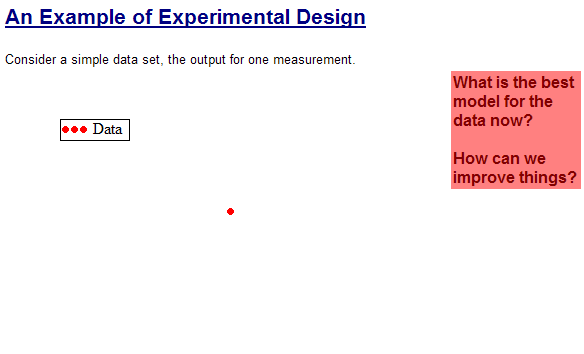 An Example of Experimental Design
Consider a simple data set, the output for one measurement.
What is the best
model for the
data now?
How can we
improve things?
Data